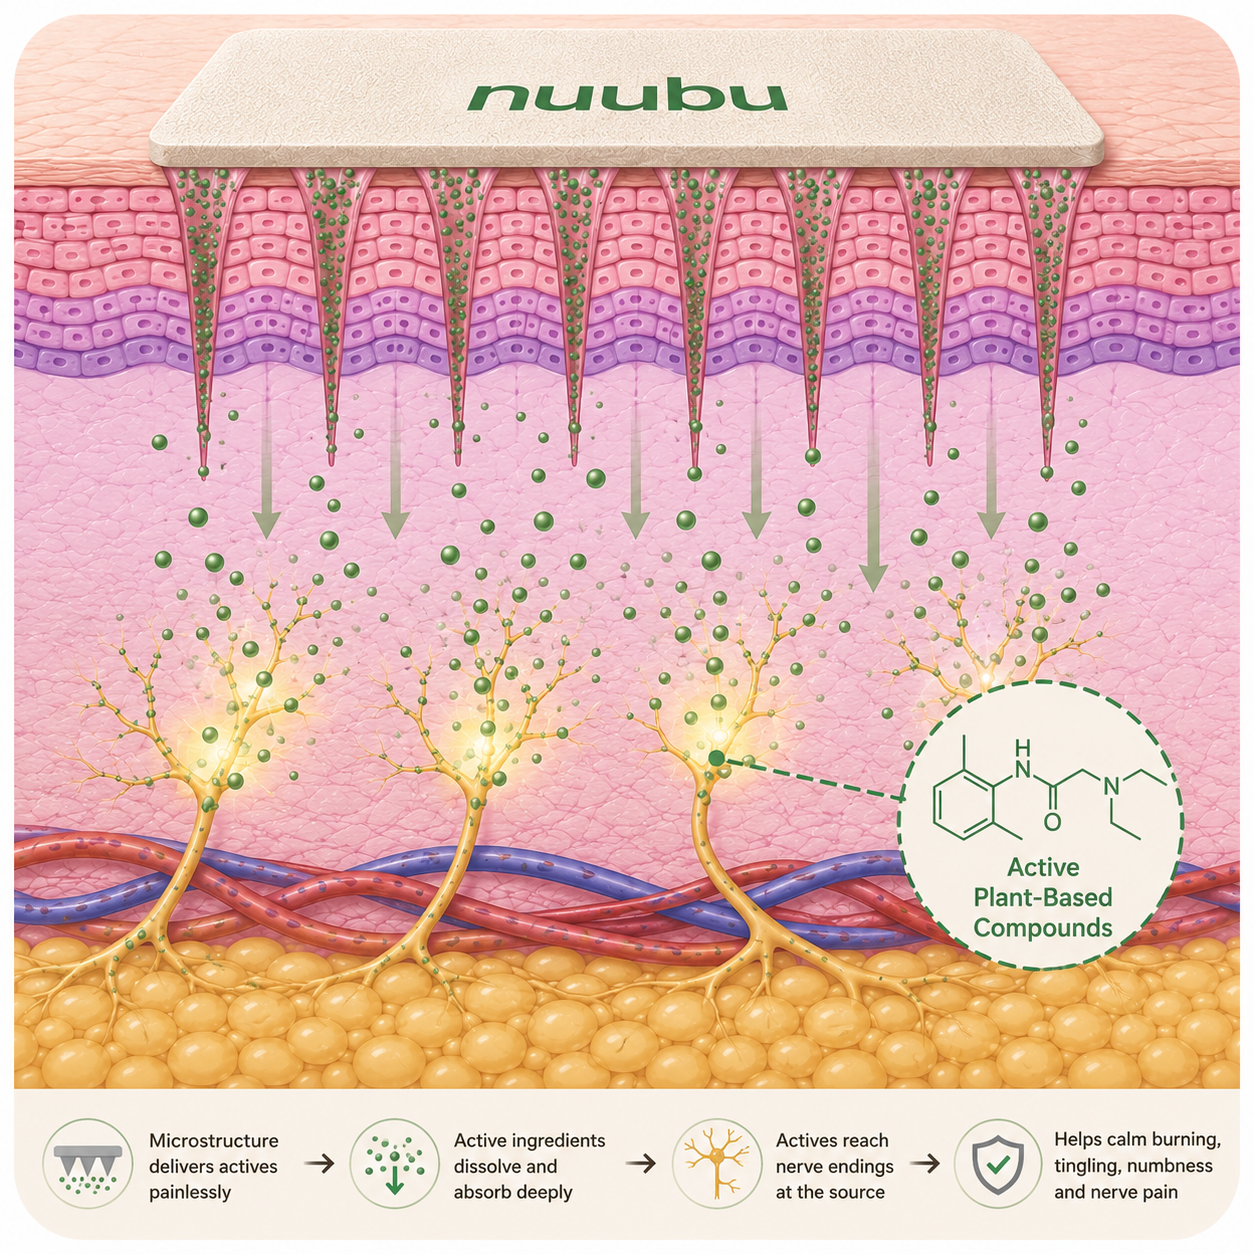 nuubu
H
N
O
N
Active
Plant-Based
Compounds
Microstructure
delivers actives
painlessly
Active ingredients
dissolve and
absorb deeply
Actives reach
nerve endings
at the source
Helps calm burning,
tingling, numbness
and nerve pain